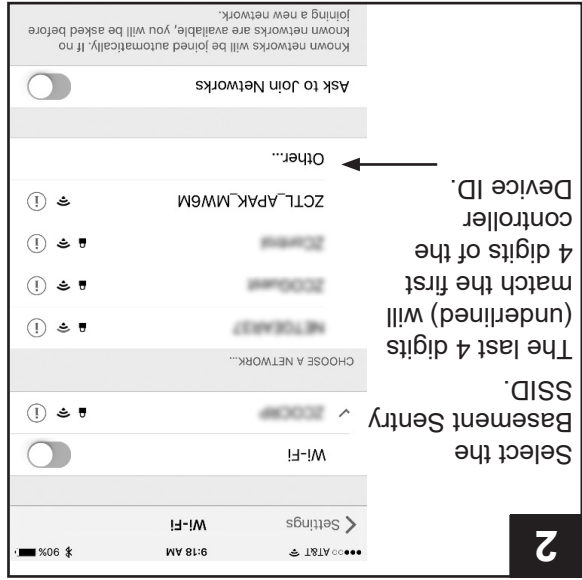 2
Select the
Basement Sentry
SSID.
The last 4 digits
(underlined) will
match the first
4 digits of the
controller
Device ID.
AT&T 9:18 AM 90%
Settings Wi-Fi
Wi-Fi
CHOOSE A NETWORK...
ZCTL_APAK_MW6M
Other...
Ask to Join Networks
Known networks will be joined automatically. If no
known networks are available, you will be asked before
joining a new network.